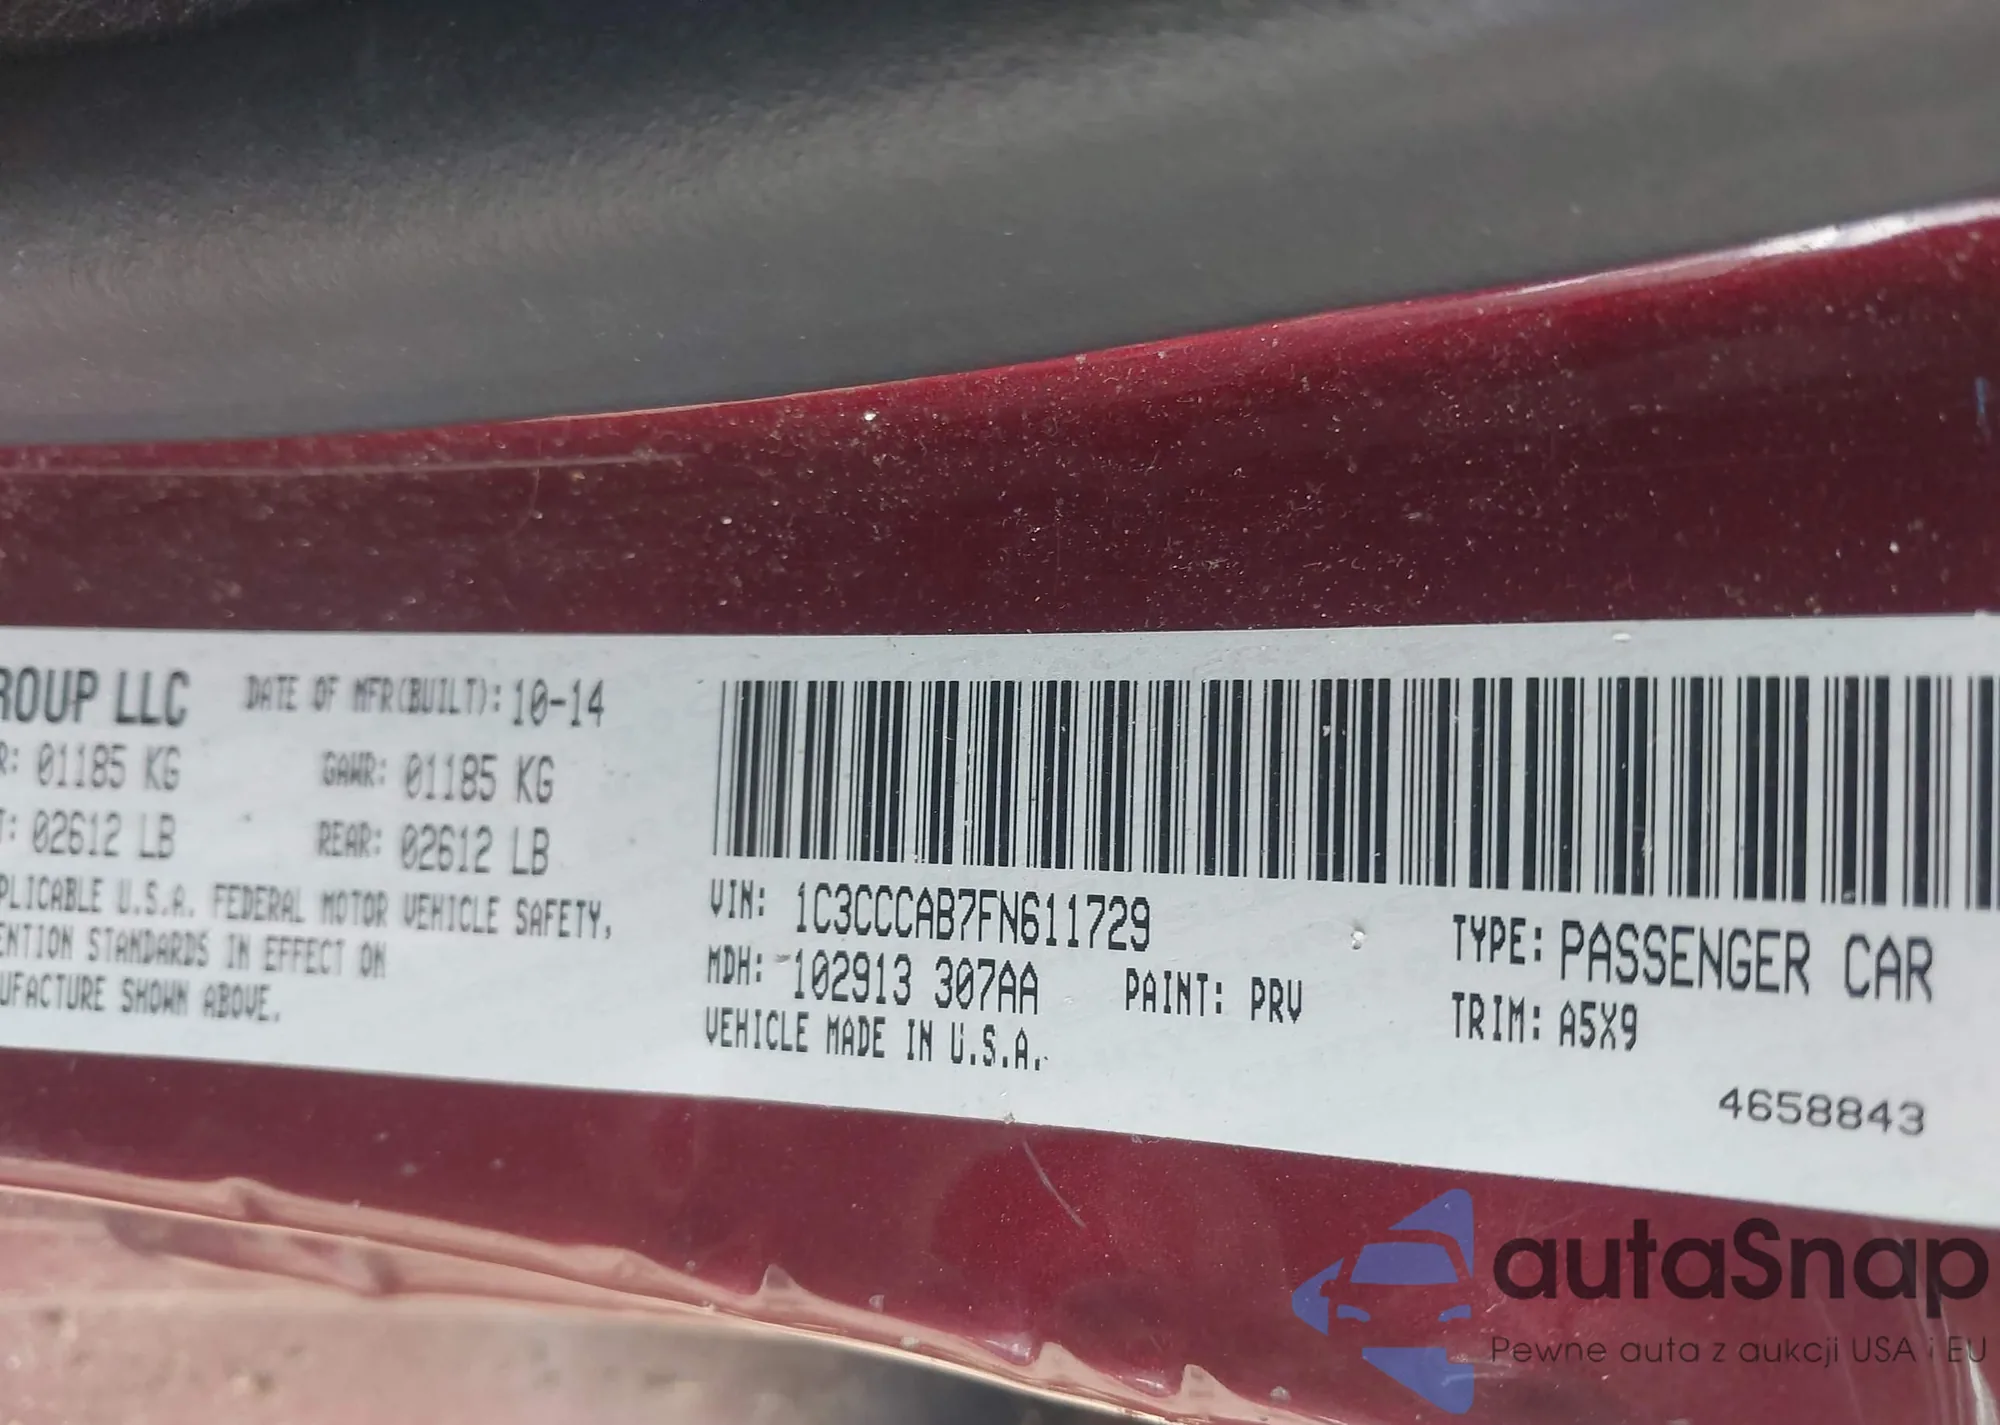 ROUP LLC DATE OF MFR(BUILT): 10-14
R: 01185 KG GAWR: 01185 KG
T: 02612 LB REAR: 02612 LB
PLICABLE U.S.A. FEDERAL MOTOR VEHICLE SAFETY,
ENTION STANDARDS IN EFFECT ON
UFACTURE SHOWN ABOVE.
VIN: 1C3CCCAB7FN611729
MDH: 102913 307AA PAINT: PRV
VEHICLE MADE IN U.S.A.
TYPE: PASSENGER CAR
TRIM: A5X9
4658843
autaSnap
Pewne auta z aukcji USA i EU